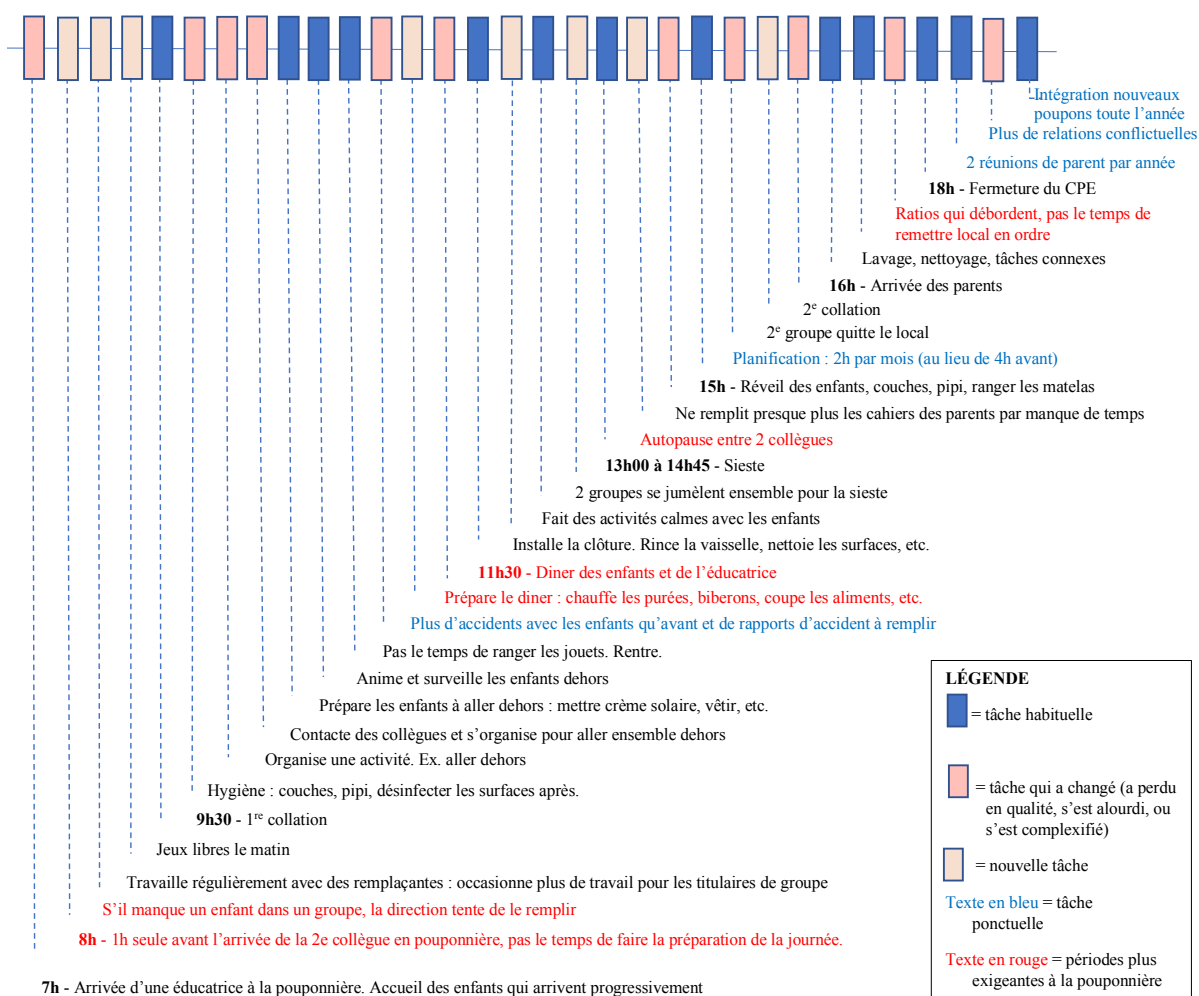 Intégration nouveaux
poupons toute l'année
Plus de relations conflictuelles
2 réunions de parent par année
18h - Fermeture du CPE
Ratios qui débordent, pas le temps de
remettre local en ordre
Lavage, nettoyage, tâches connexes
16h - Arrivée des parents
2e collation
2e groupe quitte le local
Planification : 2h par mois (au lieu de 4h avant)
15h - Réveil des enfants, couches, pipi, ranger les matelas
Ne remplit presque plus les cahiers des parents par manque de temps
Autopause entre 2 collègues
13h00 à 14h45 - Sieste
2 groupes se jumèlent ensemble pour la sieste
Fait des activités calmes avec les enfants
Installe la clôture. Rince la vaisselle, nettoie les surfaces, etc.
11h30 - Diner des enfants et de l'éducatrice
Prépare le diner : chauffe les purées, biberons, coupe les aliments, etc.
Plus d'accidents avec les enfants qu'avant et de rapports d'accident à remplir
Pas le temps de ranger les jouets. Rentre.
Anime et surveille les enfants dehors
Prépare les enfants à aller dehors : mettre crème solaire, vêtir, etc.
Contacte des collègues et s'organise pour aller ensemble dehors
Organise une activité. Ex. aller dehors
Hygiène : couches, pipi, désinfecter les surfaces après.
9h30 - 1re collation
Jeux libres le matin
Travaille régulièrement avec des remplaçantes : occasionne plus de travail pour les titulaires de groupe
S'il manque un enfant dans un groupe, la direction tente de le remplir
8h - 1h seule avant l'arrivée de la 2e collègue en pouponnière, pas le temps de faire la préparation de la journée.
7h - Arrivée d'une éducatrice à la pouponnière. Accueil des enfants qui arrivent progressivement
LÉGENDE
= tâche habituelle
= tâche qui a changé (a perdu
en qualité, s'est alourdi, ou
s'est complexifié)
= nouvelle tâche
Texte en bleu = tâche
ponctuelle
Texte en rouge = périodes plus
exigeantes à la pouponnière